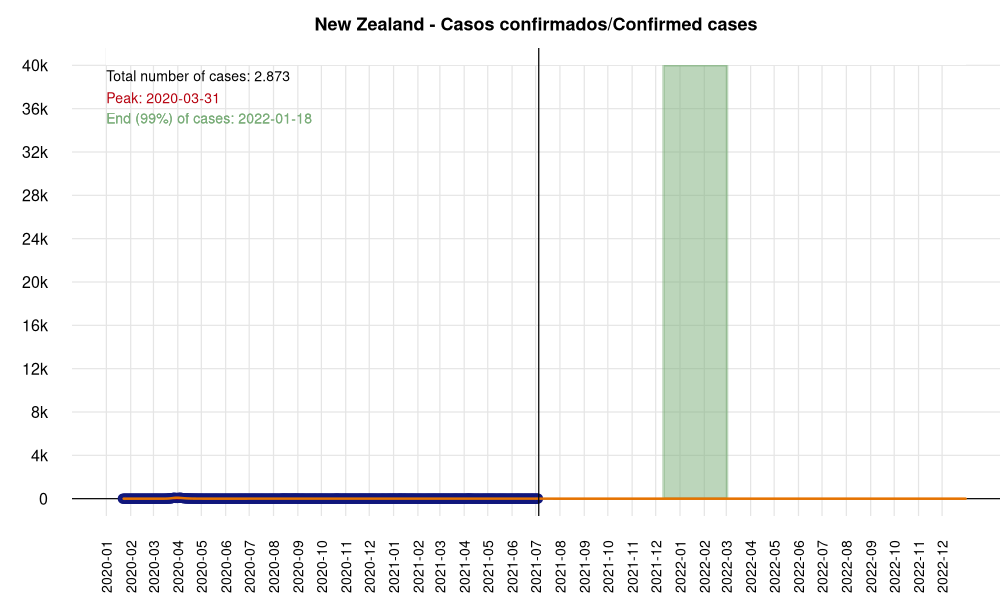 New Zealand - Casos confirmados/Confirmed cases
Total number of cases: 2.873
Peak: 2020-03-31
End (99%) of cases: 2022-01-18
40k
36k
32k
28k
24k
20k
16k
12k
8k
4k
0
2020-01
2020-02
2020-03
2020-04
2020-05
2020-06
2020-07
2020-08
2020-09
2020-10
2020-11
2020-12
2021-01
2021-02
2021-03
2021-04
2021-05
2021-06
2021-07
2021-08
2021-09
2021-10
2021-11
2021-12
2022-01
2022-02
2022-03
2022-04
2022-05
2022-06
2022-07
2022-08
2022-09
2022-10
2022-11
2022-12